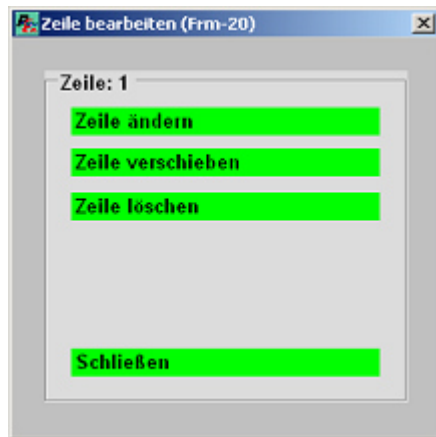 Zeile bearbeiten (Frm-20)
Zeile: 1
Zeile ändern
Zeile verschieben
Zeile löschen
Schließen